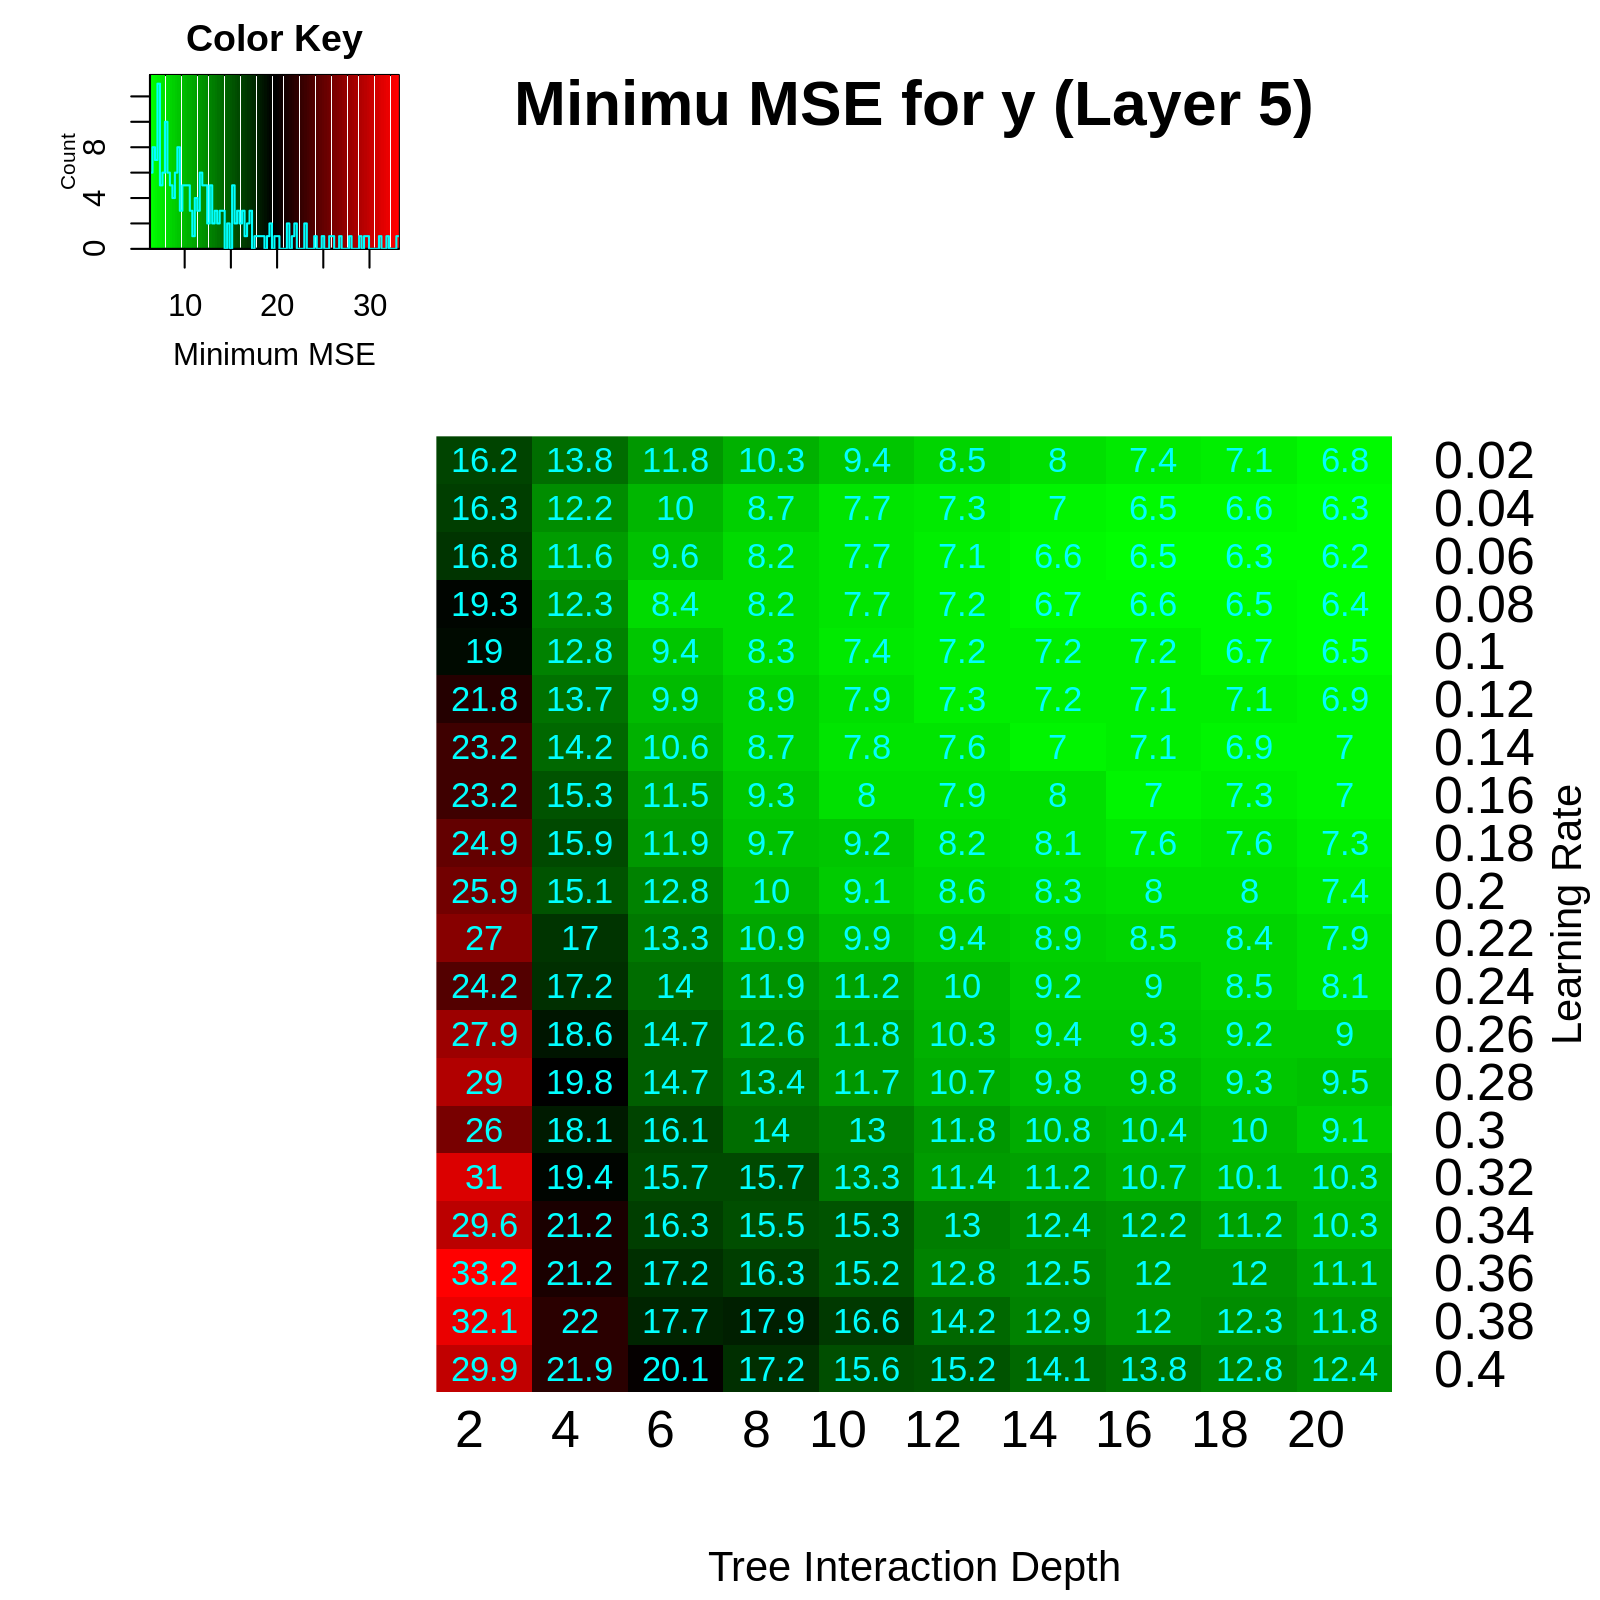 Color Key
Minimu MSE for y (Layer 5)
Count
0 4 8
10 20 30
Minimum MSE
16.2 13.8 11.8 10.3 9.4 8.5 8 7.4 7.1 6.8 0.02
16.3 12.2 10 8.7 7.7 7.3 7 6.5 6.6 6.3 0.04
16.8 11.6 9.6 8.2 7.7 7.1 6.6 6.5 6.3 6.2 0.06
19.3 12.3 8.4 8.2 7.7 7.2 6.7 6.6 6.5 6.4 0.08
19 12.8 9.4 8.3 7.4 7.2 7.2 7.2 6.7 6.5 0.1
21.8 13.7 9.9 8.9 7.9 7.3 7.2 7.1 7.1 6.9 0.12
23.2 14.2 10.6 8.7 7.8 7.6 7 7.1 6.9 7 0.14
23.2 15.3 11.5 9.3 8 7.9 8 7 7.3 7 0.16
24.9 15.9 11.9 9.7 9.2 8.2 8.1 7.6 7.6 7.3 0.18
25.9 15.1 12.8 10 9.1 8.6 8.3 8 8 7.4 0.2
27 17 13.3 10.9 9.9 9.4 8.9 8.5 8.4 7.9 0.22
24.2 17.2 14 11.9 11.2 10 9.2 9 8.5 8.1 0.24
27.9 18.6 14.7 12.6 11.8 10.3 9.4 9.3 9.2 9 0.26
29 19.8 14.7 13.4 11.7 10.7 9.8 9.8 9.3 9.5 0.28
26 18.1 16.1 14 13 11.8 10.8 10.4 10 9.1 0.3
31 19.4 15.7 15.7 13.3 11.4 11.2 10.7 10.1 10.3 0.32
29.6 21.2 16.3 15.5 15.3 13 12.4 12.2 11.2 10.3 0.34
33.2 21.2 17.2 16.3 15.2 12.8 12.5 12 12 11.1 0.36
32.1 22 17.7 17.9 16.6 14.2 12.9 12 12.3 11.8 0.38
29.9 21.9 20.1 17.2 15.6 15.2 14.1 13.8 12.8 12.4 0.4
Learning Rate
2 4 6 8 10 12 14 16 18 20
Tree Interaction Depth